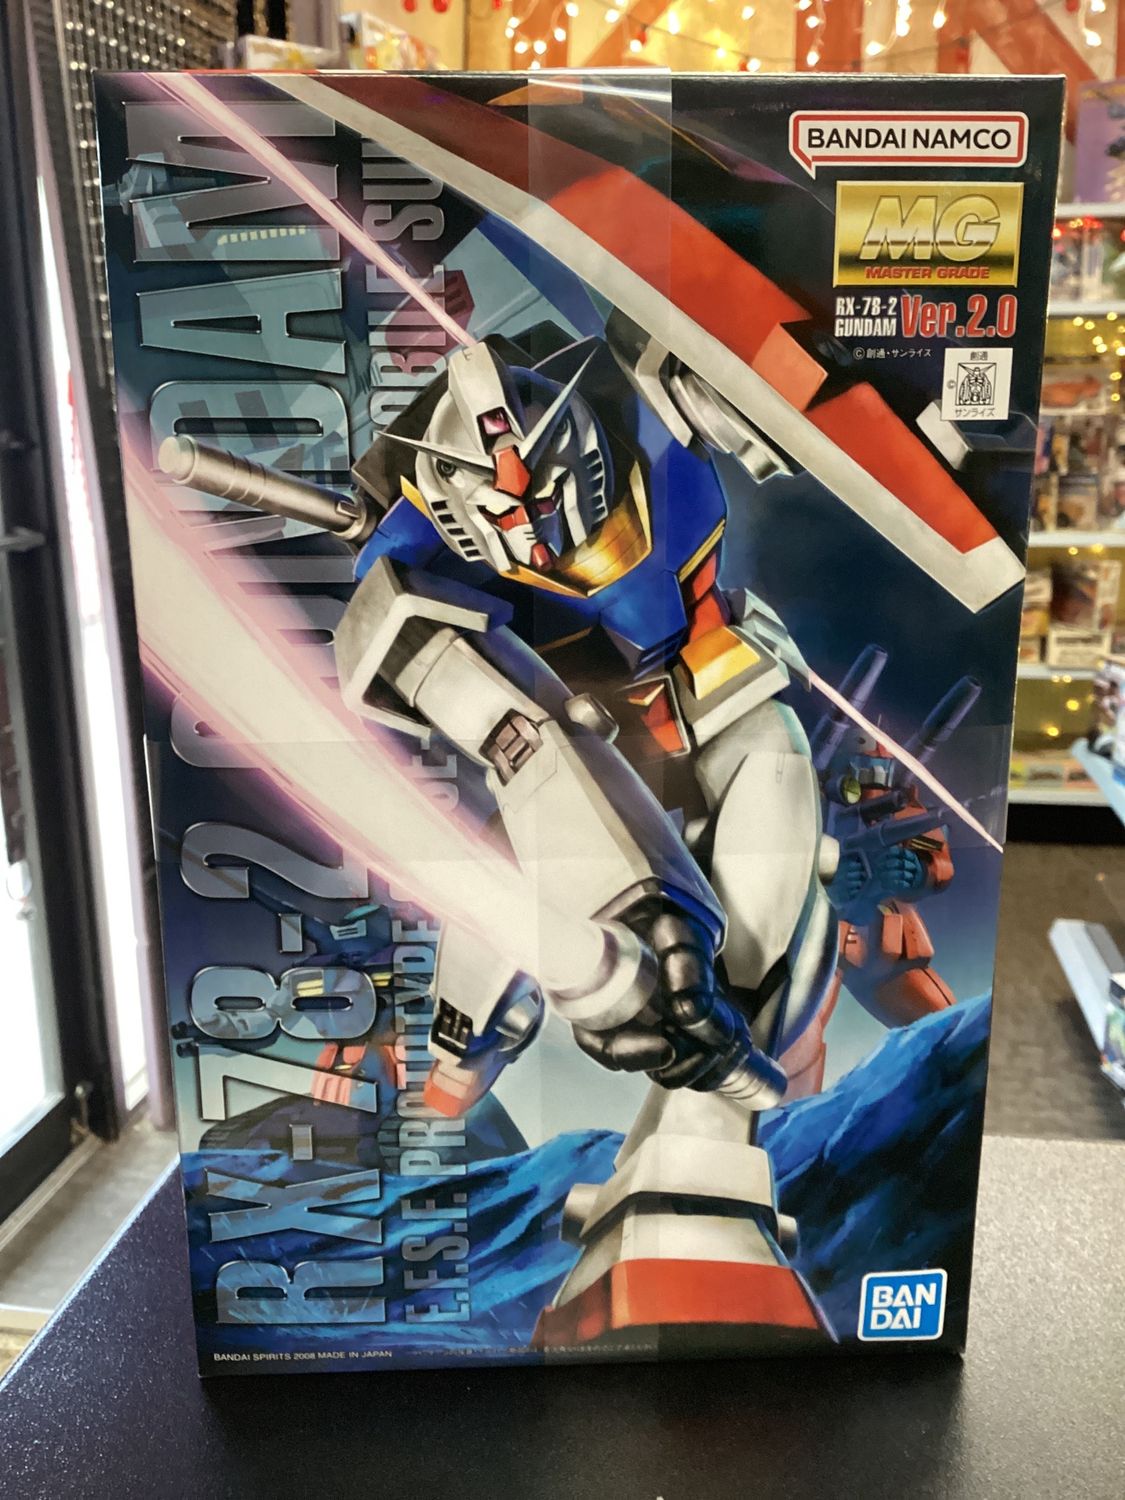 BANDAI NAMCO
MG
MASTER GRADE
RX-78-2
GUNDAM Ver.2.0
©創通・サンライズ
創通
©
サンライズ
RX-78-2 GUNDAM
E.F.S.F. PROTOTYPE
MOBILE SUIT
BAN
DAI
BANDAI SPIRITS 2008 MADE IN JAPAN